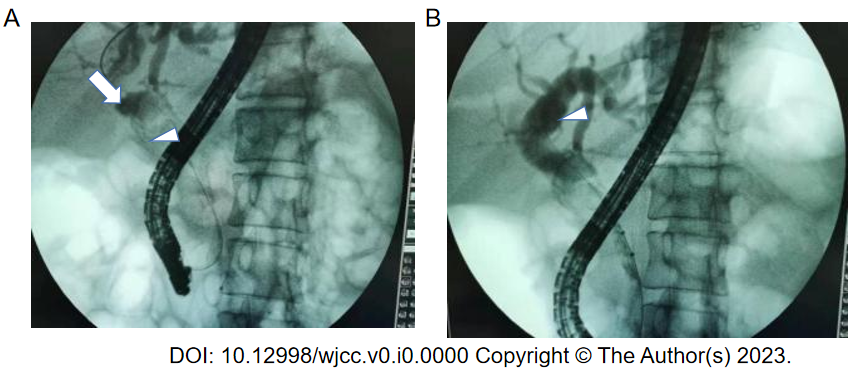 A B
DOI: 10.12998/wjcc.v0.i0.0000 Copyright © The Author(s) 2023.